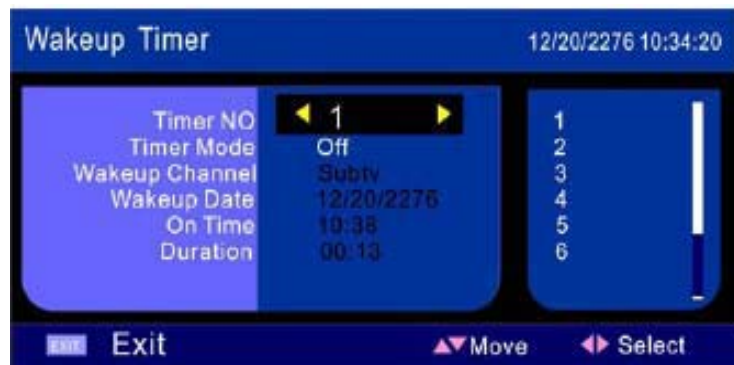 Wakeup Timer 12/20/2276 10:34:20
Timer NO 1
Timer Mode Off
Wakeup Channel Subtv
Wakeup Date 12/20/2276
On Time 10:38
Duration 00:13
1
2
3
4
5
6
EXIT Exit Move Select